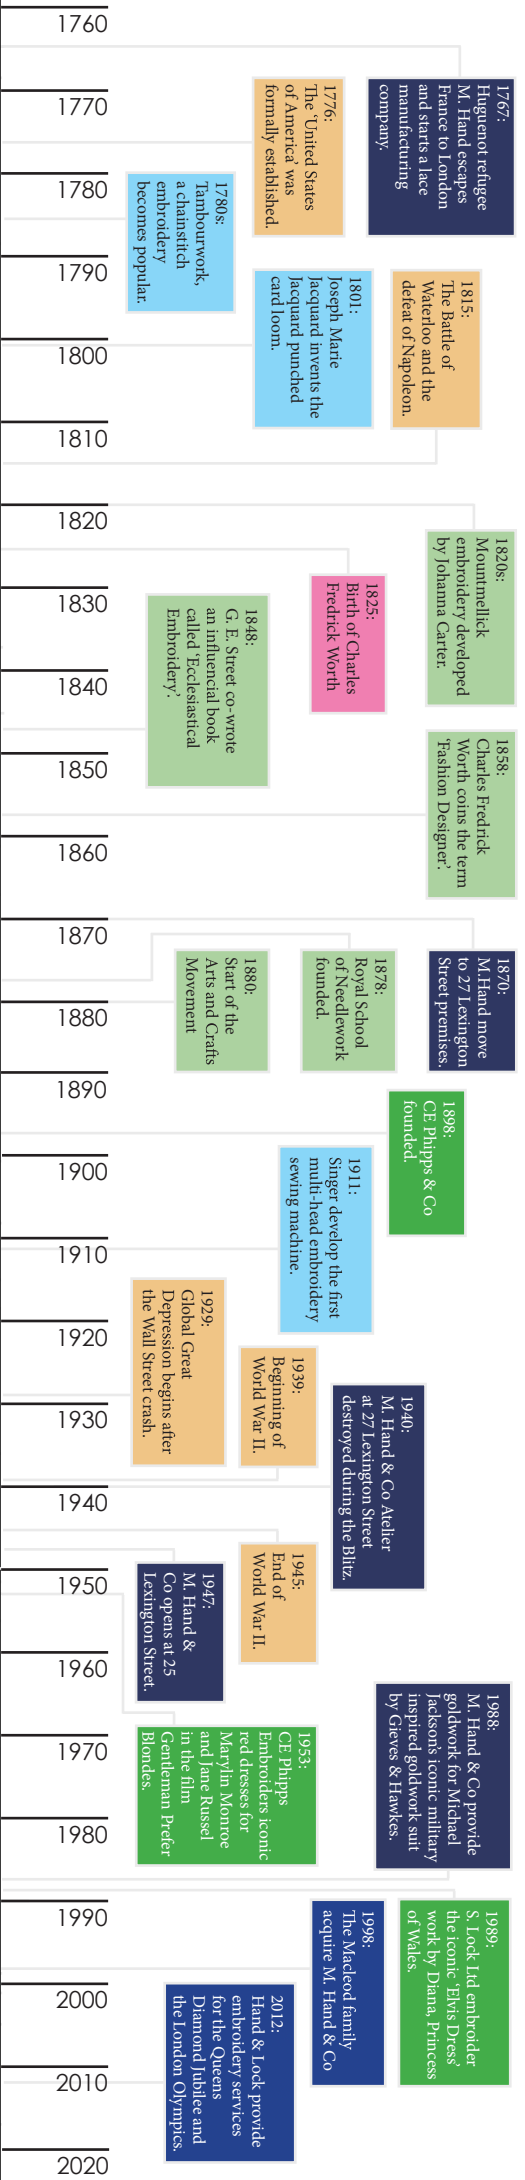 1760
1767:
Huguenot refugee
M. Hand escapes
France to London
and starts a lace
manufacturing
company.
1770
1776:
The ‘United States
of America’ was
formally established.
1780
1780s:
Tambourwork,
a chainstitch
embroidery
becomes popular.
1790
1800
1801:
Joseph Marie
Jacquard invents the
Jacquard punched
card loom.
1810
1815:
The Battle of
Waterloo and the
defeat of Napoleon.
1820
1820s:
Mountmellick
embroidery developed
by Johanna Carter.
1825:
Birth of Charles
Fredrick Worth
1830
1840
1848:
G. E. Street co-wrote
an influencial book
called ‘Ecclesiastical
Embroidery’.
1850
1858:
Charles Fredrick
Worth coins the term
‘Fashion Designer’.
1860
1870
1870:
M.Hand move
to 27 Lexington
Street premises.
1878:
Royal School
of Needlework
founded.
1880
1880:
Start of the
Arts and Crafts
Movement
1890
1898:
CE Phipps & Co
founded.
1900
1910
1911:
Singer develop the first
multi-head embroidery
sewing machine.
1920
1929:
Global Great
Depression begins after
the Wall Street crash.
1930
1939:
Beginning of
World War II.
1940
1940:
M. Hand & Co Atelier
at 27 Lexington Street
destroyed during the Blitz.
1945:
End of
World War II.
1947:
M. Hand &
Co opens at 25
Lexington Street.
1950
1953:
CE Phipps
Embroiders iconic
red dresses for
Marylin Monroe
and Jane Russel
in the film
Gentleman Prefer
Blondes.
1960
1970
1980
1988:
M. Hand & Co provide
goldwork for Michael
Jackson’s iconic military
inspired goldwork suit
by Gieves & Hawkes.
1989:
S. Lock Ltd embroider
the iconic ‘Elvis Dress’
work by Diana, Princess
of Wales.
1990
1998:
The Macleod family
acquire M. Hand & Co
2000
2010
2012:
Hand & Lock provide
embroidery services
for the Queens
Diamond Jubilee and
the London Olympics.
2020